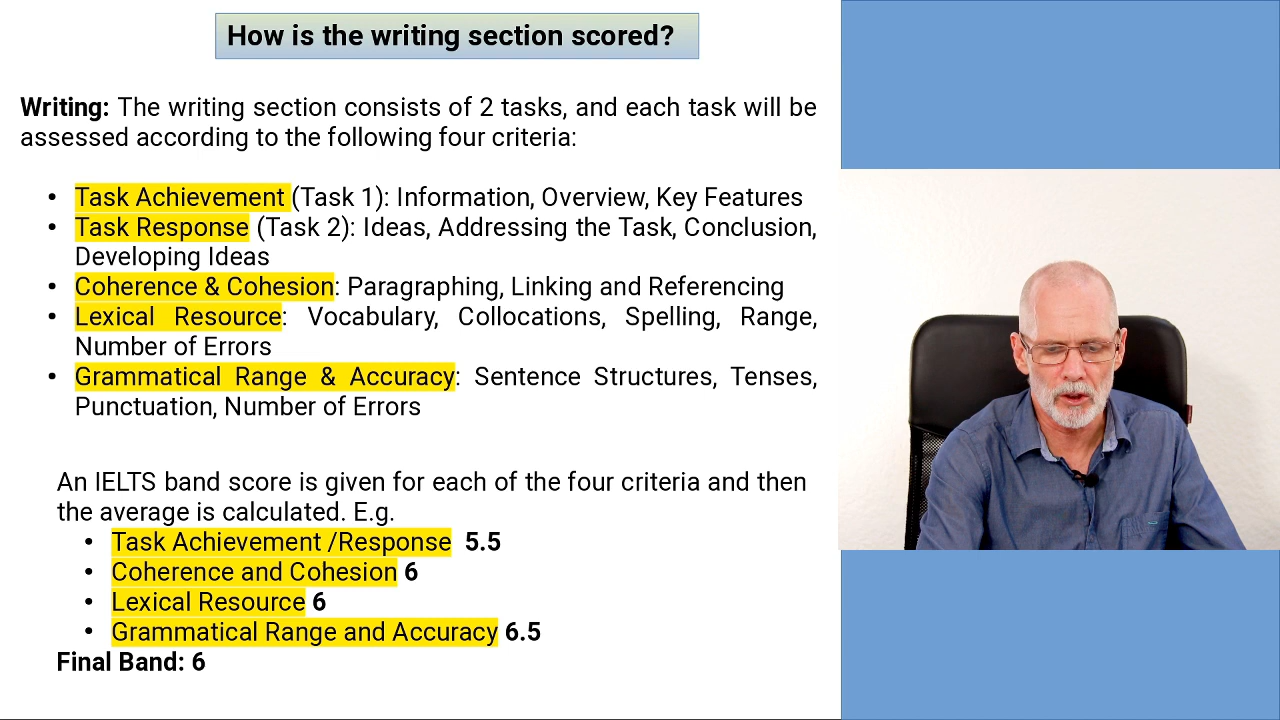 How is the writing section scored?
Writing: The writing section consists of 2 tasks, and each task will be
assessed according to the following four criteria:
• Task Achievement (Task 1): Information, Overview, Key Features
• Task Response (Task 2): Ideas, Addressing the Task, Conclusion,
Developing Ideas
• Coherence & Cohesion: Paragraphing, Linking and Referencing
• Lexical Resource: Vocabulary, Collocations, Spelling, Range,
Number of Errors
• Grammatical Range & Accuracy: Sentence Structures, Tenses,
Punctuation, Number of Errors
An IELTS band score is given for each of the four criteria and then
the average is calculated. E.g.
• Task Achievement /Response 5.5
• Coherence and Cohesion 6
• Lexical Resource 6
• Grammatical Range and Accuracy 6.5
Final Band: 6